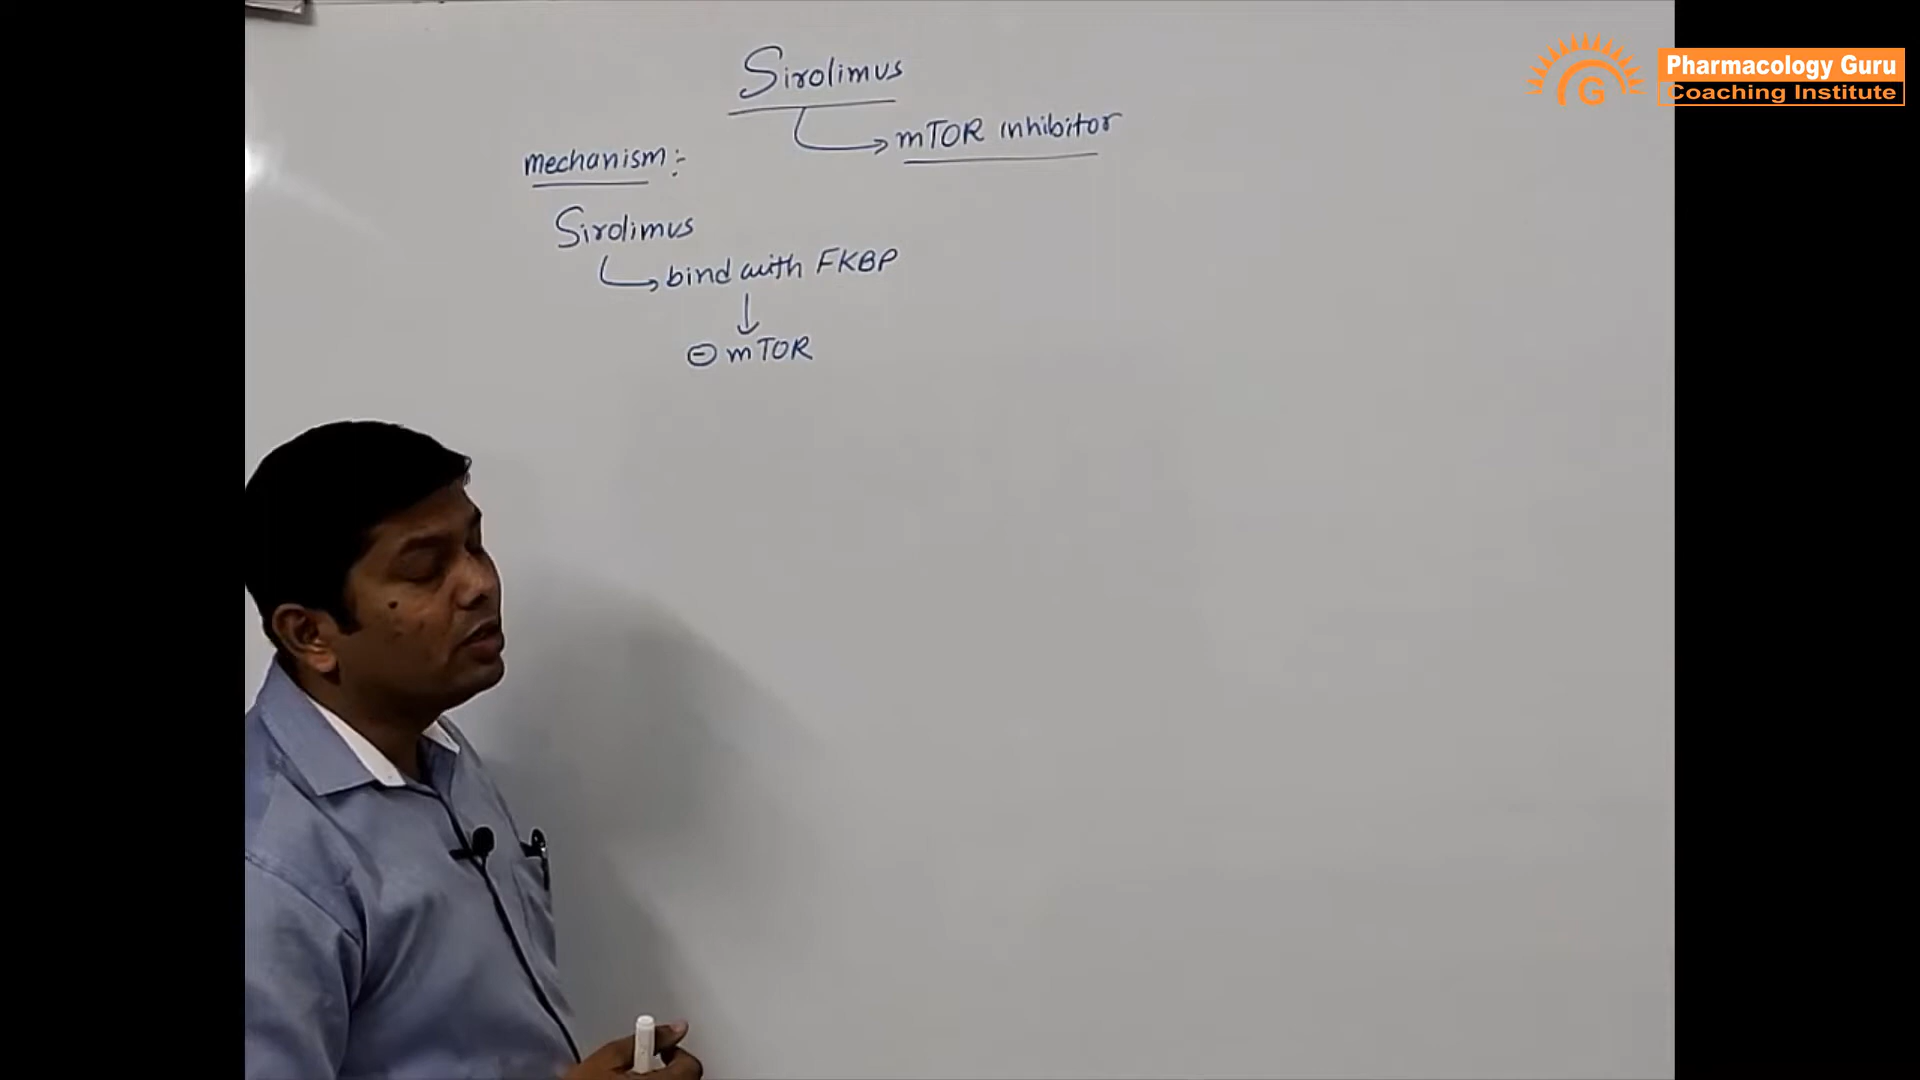 Sirolimus
mTOR inhibitor
mechanism :-
Sirolimus
bind with FKBP
⊖ mTOR
Pharmacology Guru
Coaching Institute
G